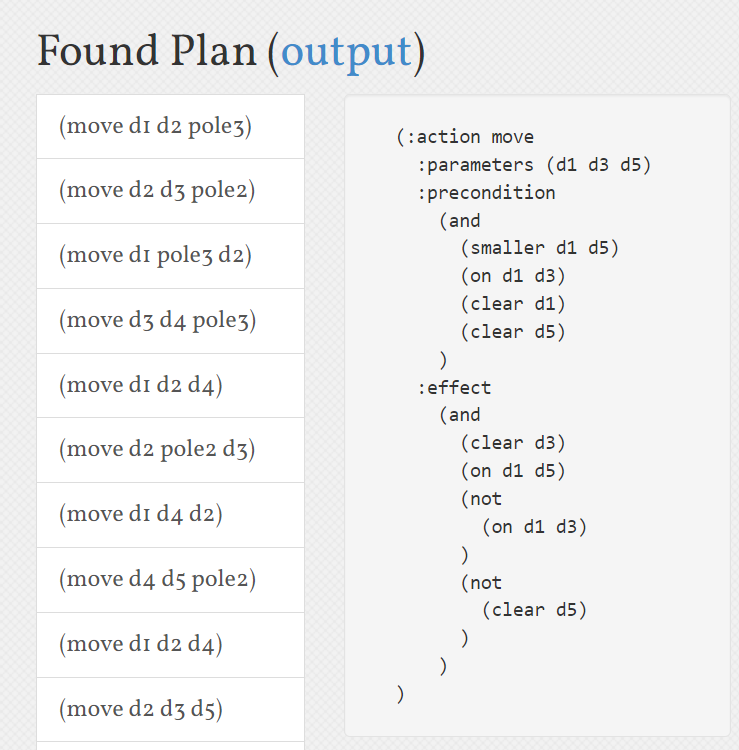 Found Plan (output)
(move d1 d2 pole3)
(move d2 d3 pole2)
(move d1 pole3 d2)
(move d3 d4 pole3)
(move d1 d2 d4)
(move d2 pole2 d3)
(move d1 d4 d2)
(move d4 d5 pole2)
(move d1 d2 d4)
(move d2 d3 d5)
(:action move
  :parameters (d1 d3 d5)
  :precondition
    (and
      (smaller d1 d5)
      (on d1 d3)
      (clear d1)
      (clear d5)
    )
  :effect
    (and
      (clear d3)
      (on d1 d5)
      (not
        (on d1 d3)
      )
      (not
        (clear d5)
      )
    )
)